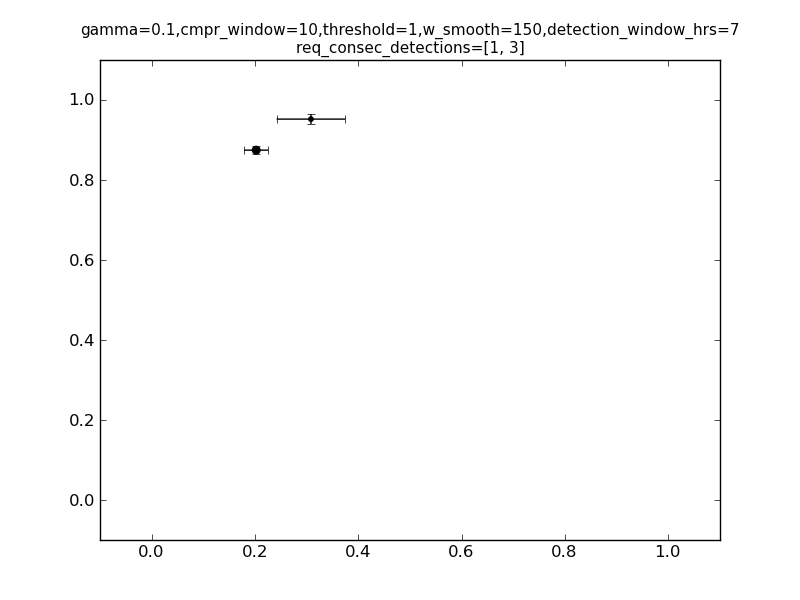 gamma=0.1,cmpr_window=10,threshold=1,w_smooth=150,detection_window_hrs=7
req_consec_detections=[1, 3]
1.0
0.8
0.6
0.4
0.2
0.0
0.0 0.2 0.4 0.6 0.8 1.0